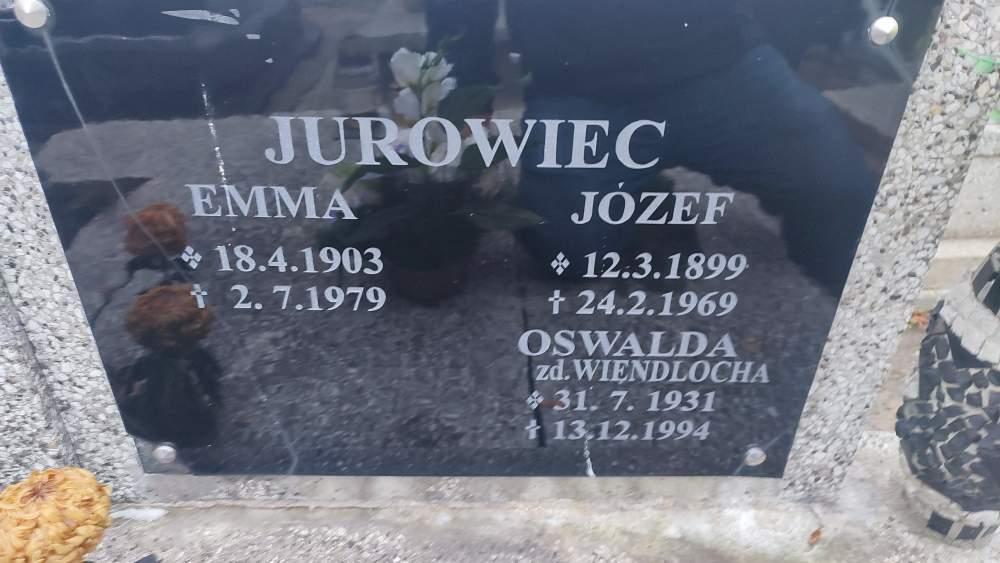 JUROWIEC
EMMA
❖ 18.4.1903
† 2.7.1979
JÓZEF
❖ 12.3.1899
† 24.2.1969
OSWALDA
zd. WIENDLOCHA
❖ 31. 7. 1931
† 13.12.1994